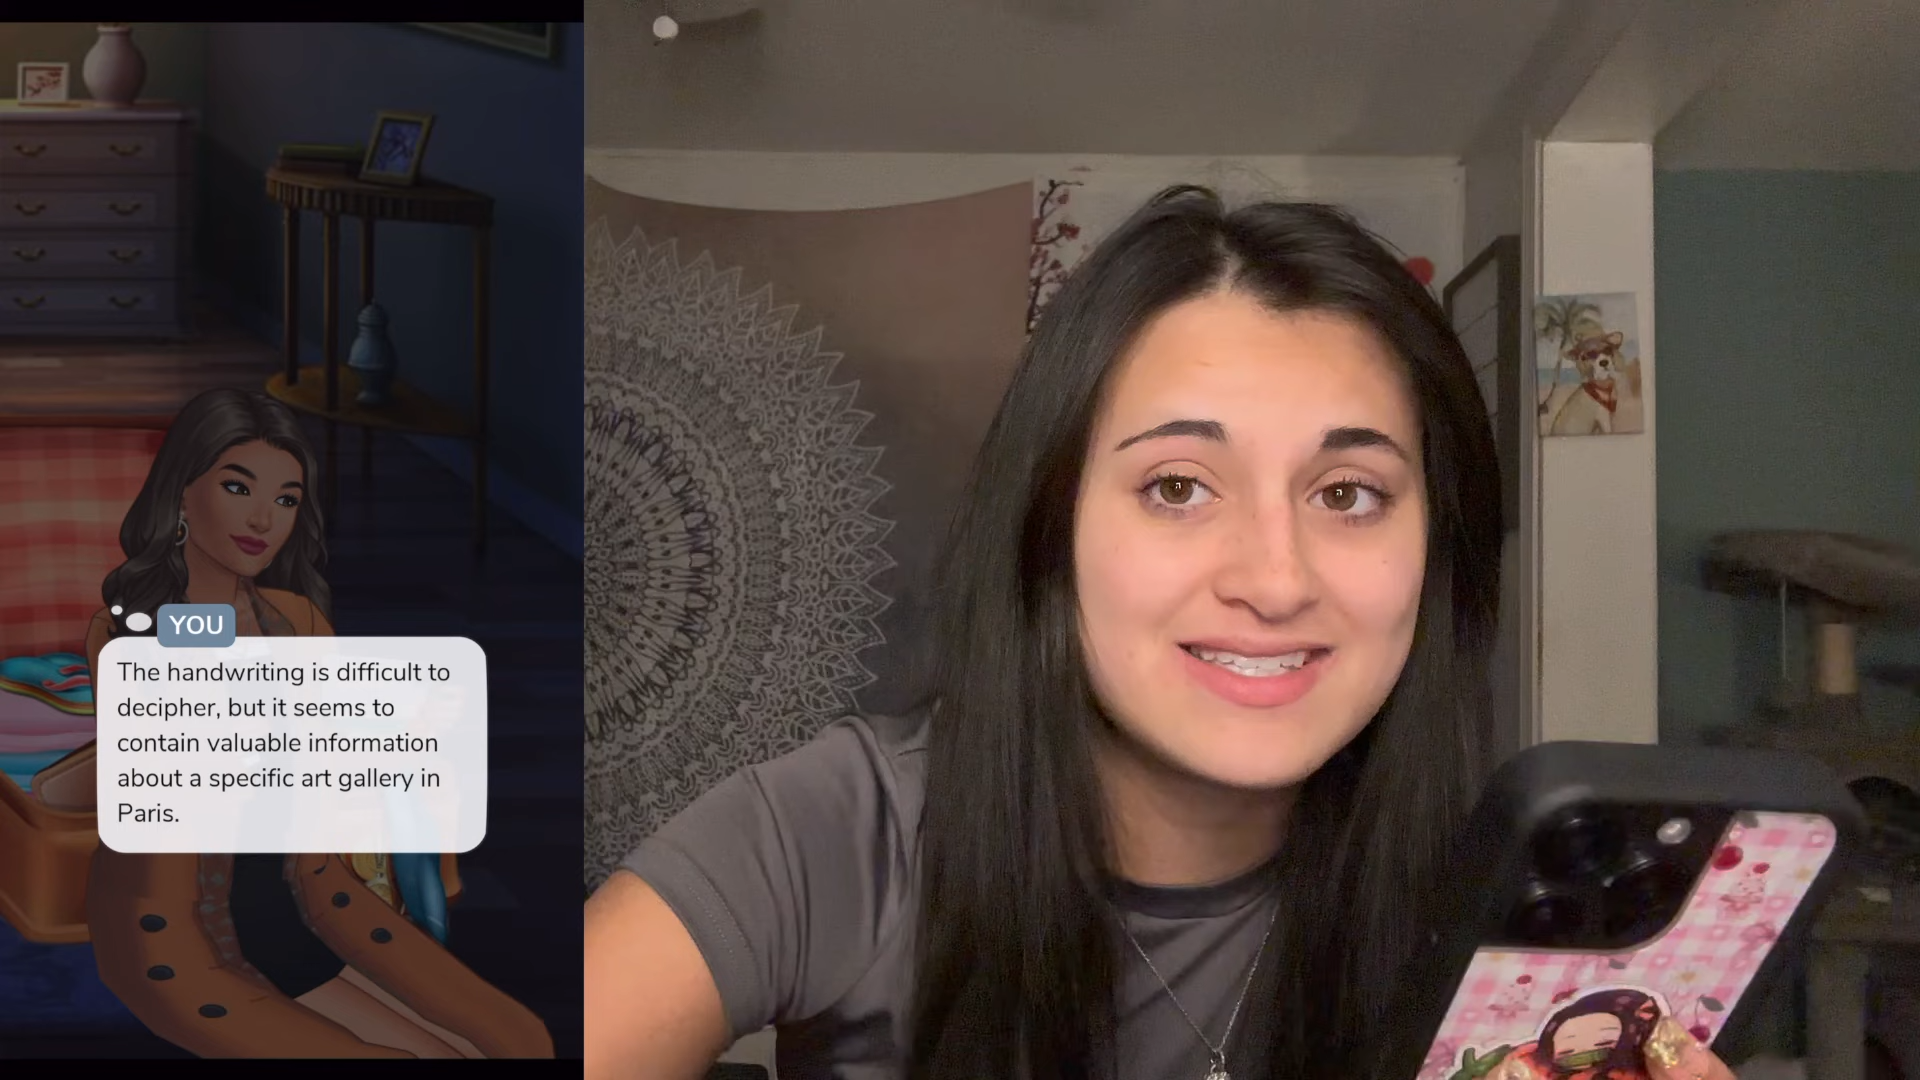 YOU
The handwriting is difficult to
decipher, but it seems to
contain valuable information
about a specific art gallery in
Paris.